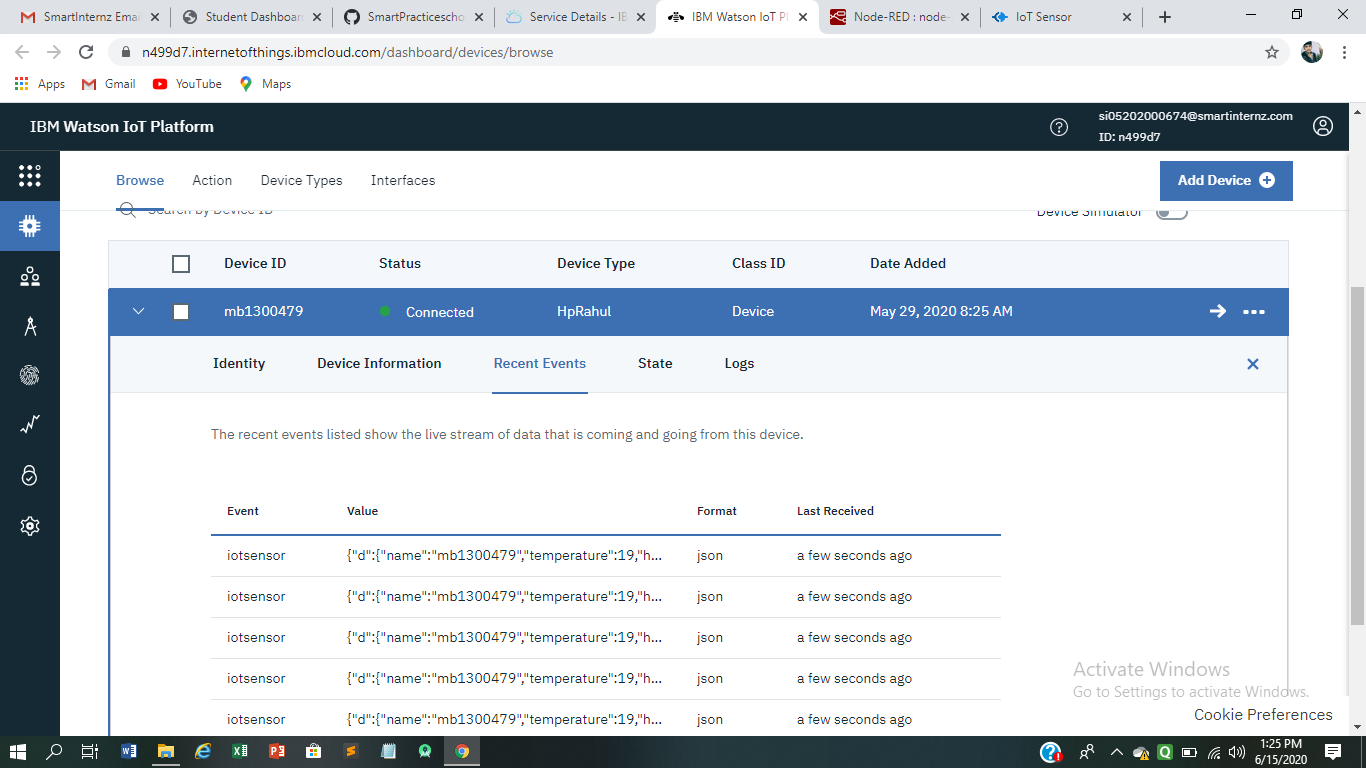 SmartInternz Emai
Student Dashboar
SmartPracticescho
Service Details - IB
IBM Watson IoT Pl
Node-RED : node-
IoT Sensor
n499d7.internetofthings.ibmcloud.com/dashboard/devices/browse
Apps Gmail YouTube Maps
IBM Watson IoT Platform
si05202000674@smartinternz.com
ID: n499d7
Browse Action Device Types Interfaces
Add Device
Search by Device ID
Device Simulator
Device ID Status Device Type Class ID Date Added
mb1300479 Connected HpRahul Device May 29, 2020 8:25 AM
Identity Device Information Recent Events State Logs
The recent events listed show the live stream of data that is coming and going from this device.
Event Value Format Last Received
iotsensor {"d":{"name":"mb1300479","temperature":19,"h... json a few seconds ago
iotsensor {"d":{"name":"mb1300479","temperature":19,"h... json a few seconds ago
iotsensor {"d":{"name":"mb1300479","temperature":19,"h... json a few seconds ago
iotsensor {"d":{"name":"mb1300479","temperature":19,"h... json a few seconds ago
iotsensor {"d":{"name":"mb1300479","temperature":19,"h... json a few seconds ago
Activate Windows
Go to Settings to activate Windows.
Cookie Preferences
1:25 PM
6/15/2020